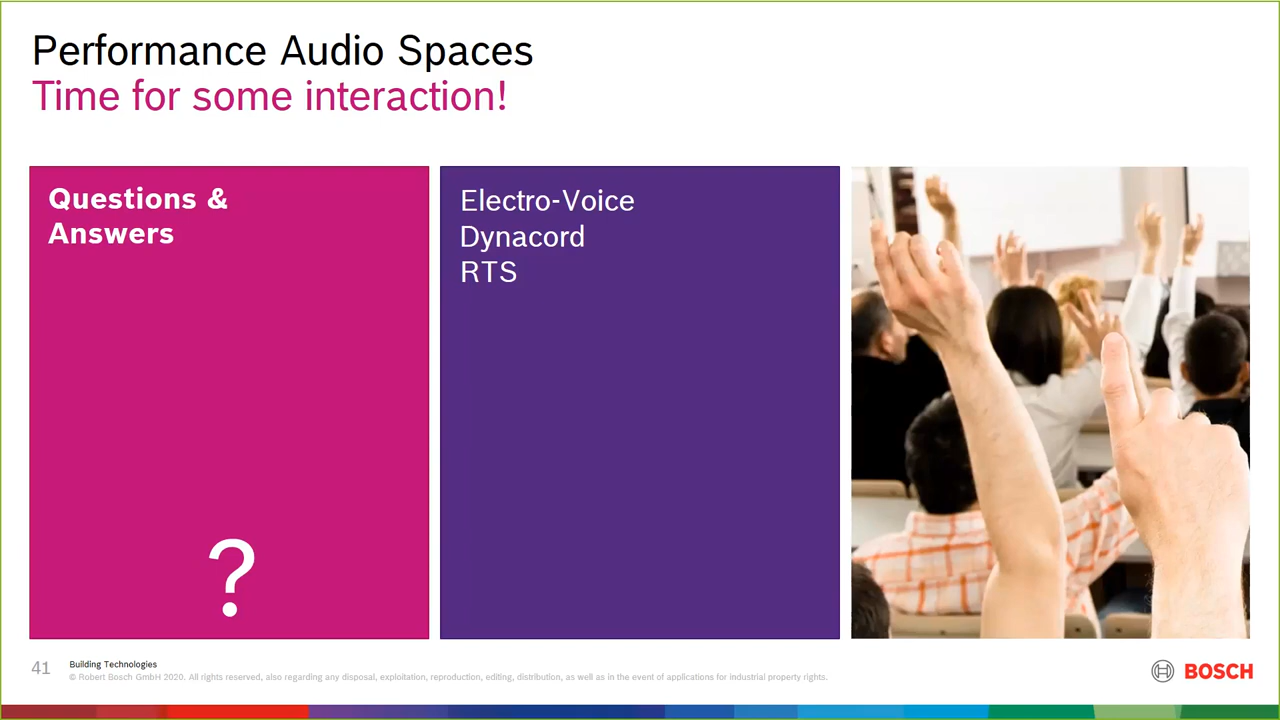 Performance Audio Spaces
Time for some interaction!
Questions &
Answers
?
Electro-Voice
Dynacord
RTS
41
Building Technologies
© Robert Bosch GmbH 2020. All rights reserved, also regarding any disposal, exploitation, reproduction, editing, distribution, as well as in the event of applications for industrial property rights.
BOSCH